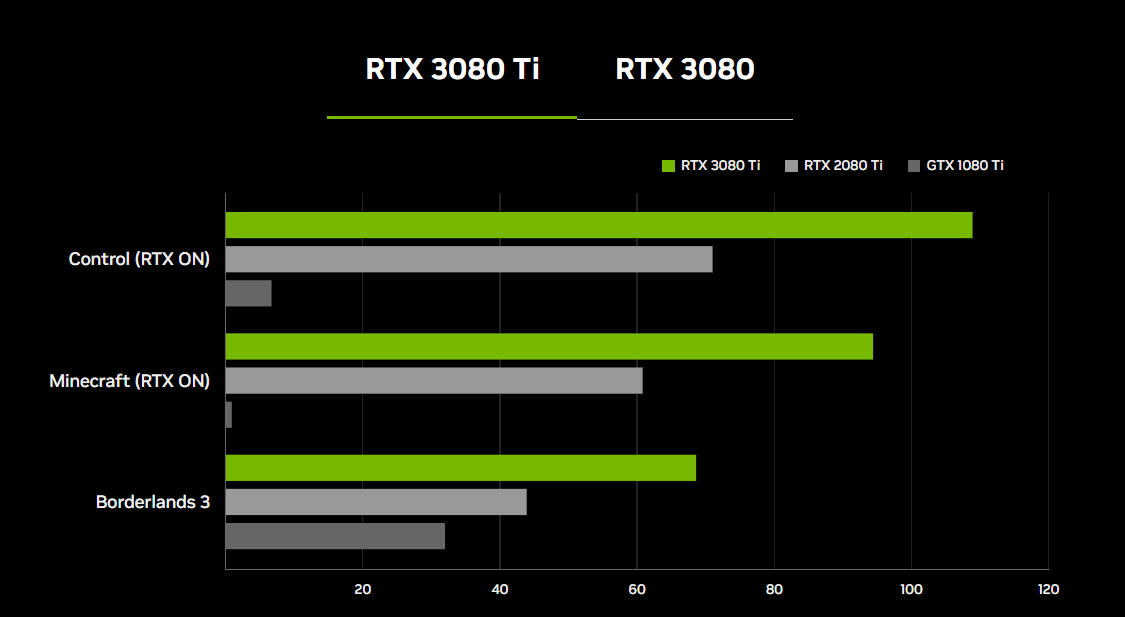 RTX 3080 Ti RTX 3080
RTX 3080 Ti RTX 2080 Ti GTX 1080 Ti
Control (RTX ON)
Minecraft (RTX ON)
Borderlands 3
20 40 60 80 100 120